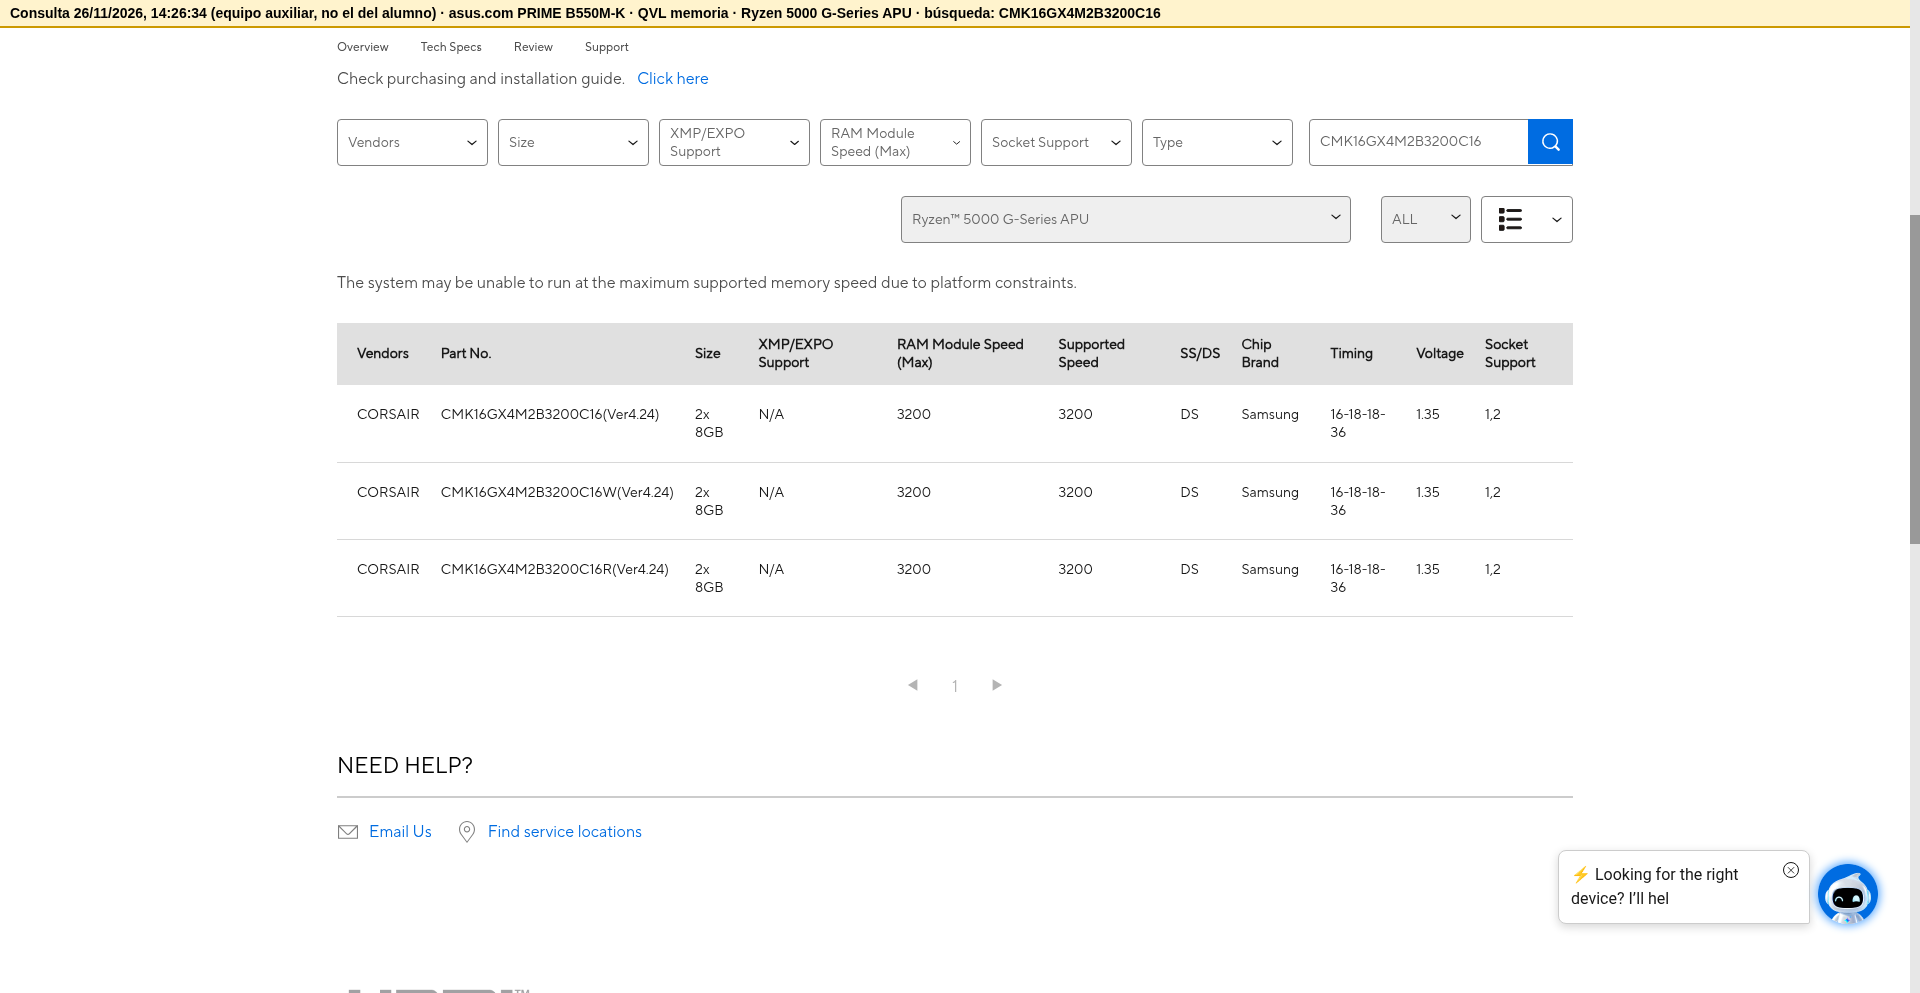 Consulta 26/11/2026, 14:26:34 (equipo auxiliar, no el del alumno) · asus.com PRIME B550M-K · QVL memoria · Ryzen 5000 G-Series APU · búsqueda: CMK16GX4M2B3200C16
Overview Tech Specs Review Support
Check purchasing and installation guide. Click here
Vendors Size XMP/EXPO Support RAM Module Speed (Max) Socket Support Type CMK16GX4M2B3200C16
Ryzen™ 5000 G-Series APU ALL
The system may be unable to run at the maximum supported memory speed due to platform constraints.
Vendors Part No. Size XMP/EXPO Support RAM Module Speed (Max) Supported Speed SS/DS Chip Brand Timing Voltage Socket Support
CORSAIR CMK16GX4M2B3200C16(Ver4.24) 2x 8GB N/A 3200 3200 DS Samsung 16-18-18-36 1.35 1,2
CORSAIR CMK16GX4M2B3200C16W(Ver4.24) 2x 8GB N/A 3200 3200 DS Samsung 16-18-18-36 1.35 1,2
CORSAIR CMK16GX4M2B3200C16R(Ver4.24) 2x 8GB N/A 3200 3200 DS Samsung 16-18-18-36 1.35 1,2
1
NEED HELP?
Email Us Find service locations
⚡ Looking for the right
device? I'll hel